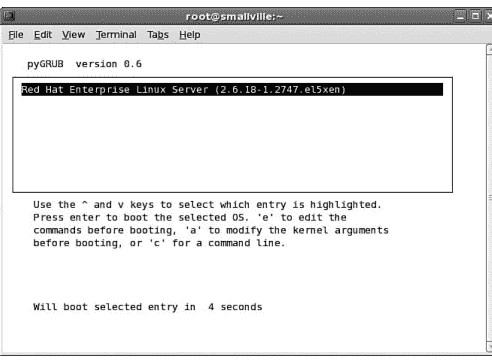 root@smallville:~
File Edit View Terminal Tabs Help
pyGRUB version 0.6
Red Hat Enterprise Linux Server (2.6.18-1.2747.el5xen)
Use the ^ and v keys to select which entry is highlighted.
Press enter to boot the selected OS. 'e' to edit the
commands before booting, 'a' to modify the kernel arguments
before booting, or 'c' for a command line.
Will boot selected entry in 4 seconds